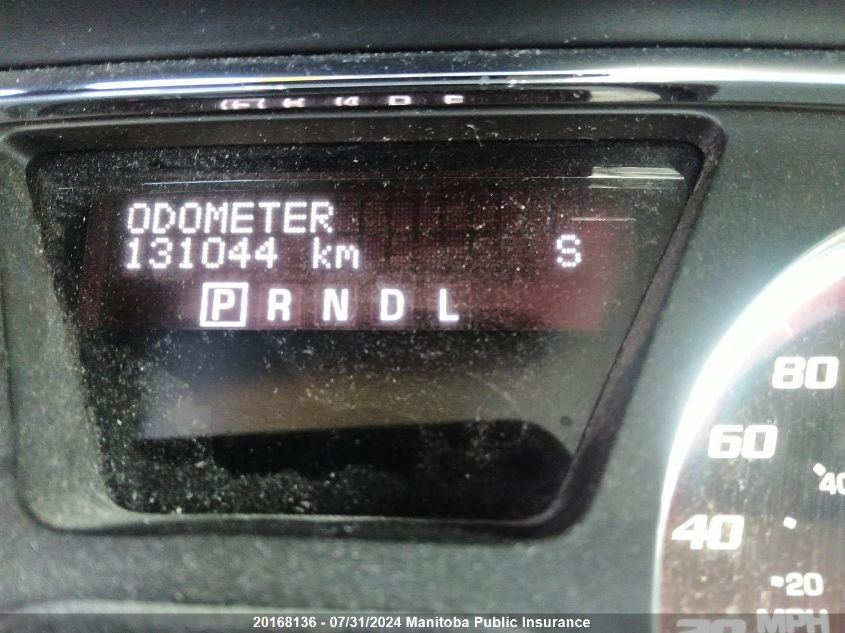 ODOMETER
131044 km S
P R N D L
80
60
40
40
20
MPH
20168136 - 07/31/2024 Manitoba Public Insurance